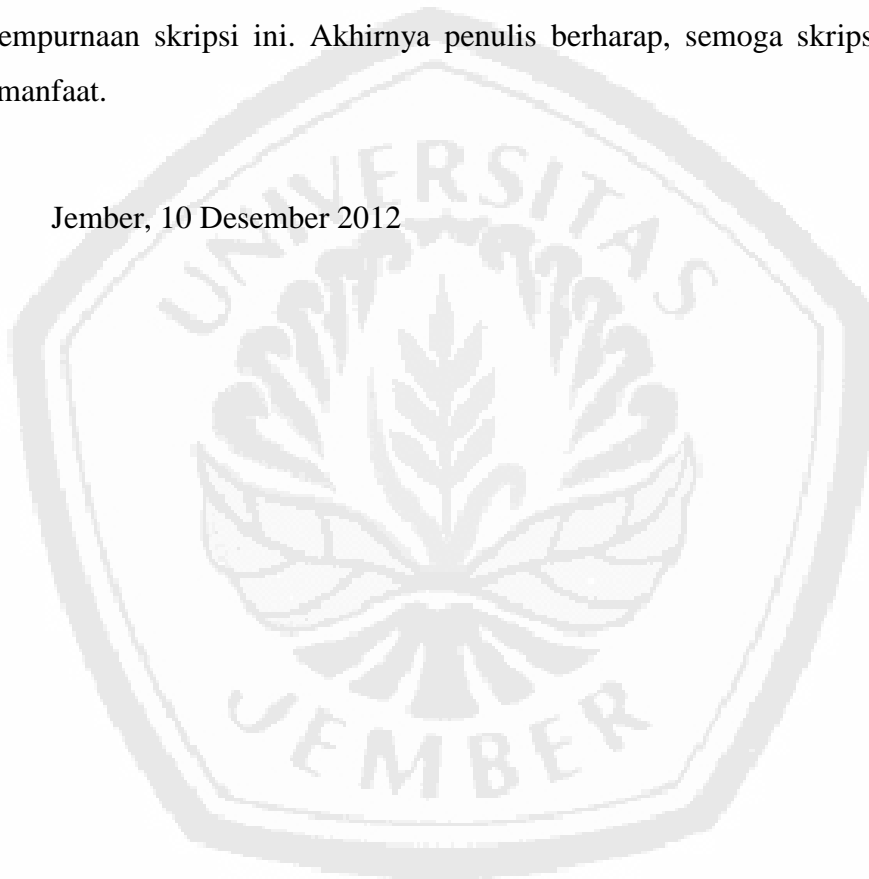 empurnaan skripsi ini. Akhirnya penulis berharap, semoga skrips
manfaat.
Jember, 10 Desember 2012
UNIVERSITAS
JEMBER